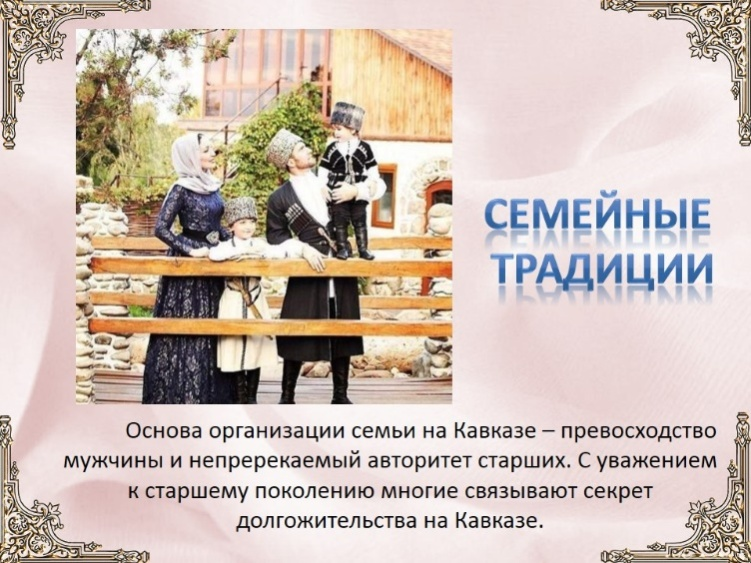 СЕМЕЙНЫЕ
ТРАДИЦИИ
Основа организации семьи на Кавказе – превосходство
мужчины и непререкаемый авторитет старших. С уважением
к старшему поколению многие связывают секрет
долгожительства на Кавказе.